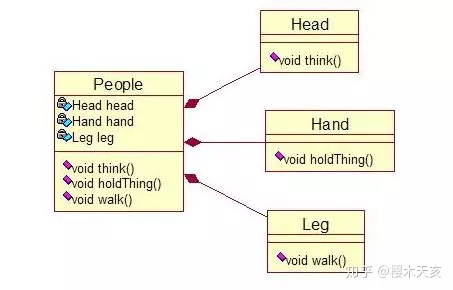 People
Head head
Hand hand
Leg leg
void think()
void holdThing()
void walk()
Head
void think()
Hand
void holdThing()
Leg
void walk()
知乎 @樱木天亥